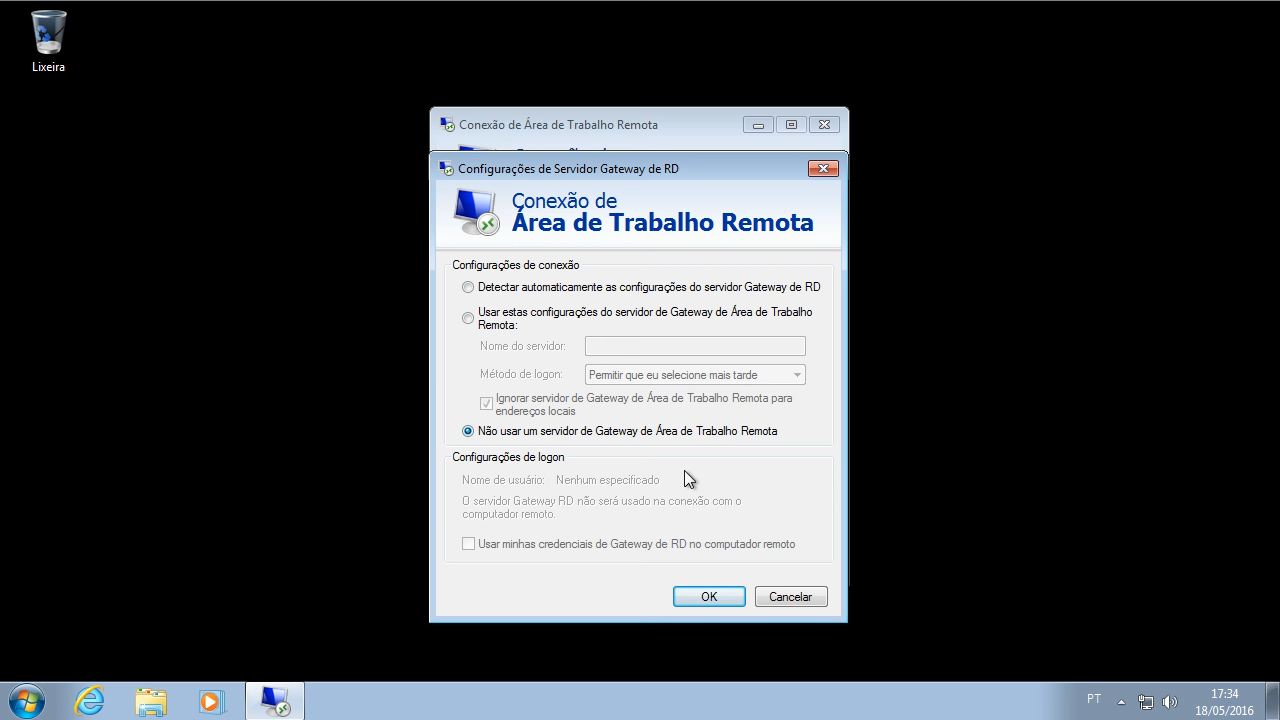 Lixeira
Conexão de Área de Trabalho Remota
Configurações de Servidor Gateway de RD
Conexão de
Área de Trabalho Remota
Configurações de conexão
Detectar automaticamente as configurações do servidor Gateway de RD
Usar estas configurações do servidor de Gateway de Área de Trabalho
Remota:
Nome do servidor:
Método de logon:
Permitir que eu selecione mais tarde
Ignorar servidor de Gateway de Área de Trabalho Remota para
endereços locais
Não usar um servidor de Gateway de Área de Trabalho Remota
Configurações de logon
Nome de usuário: Nenhum especificado
O servidor Gateway RD não será usado na conexão com o
computador remoto.
Usar minhas credenciais de Gateway de RD no computador remoto
OK
Cancelar
PT
17:34
18/05/2016